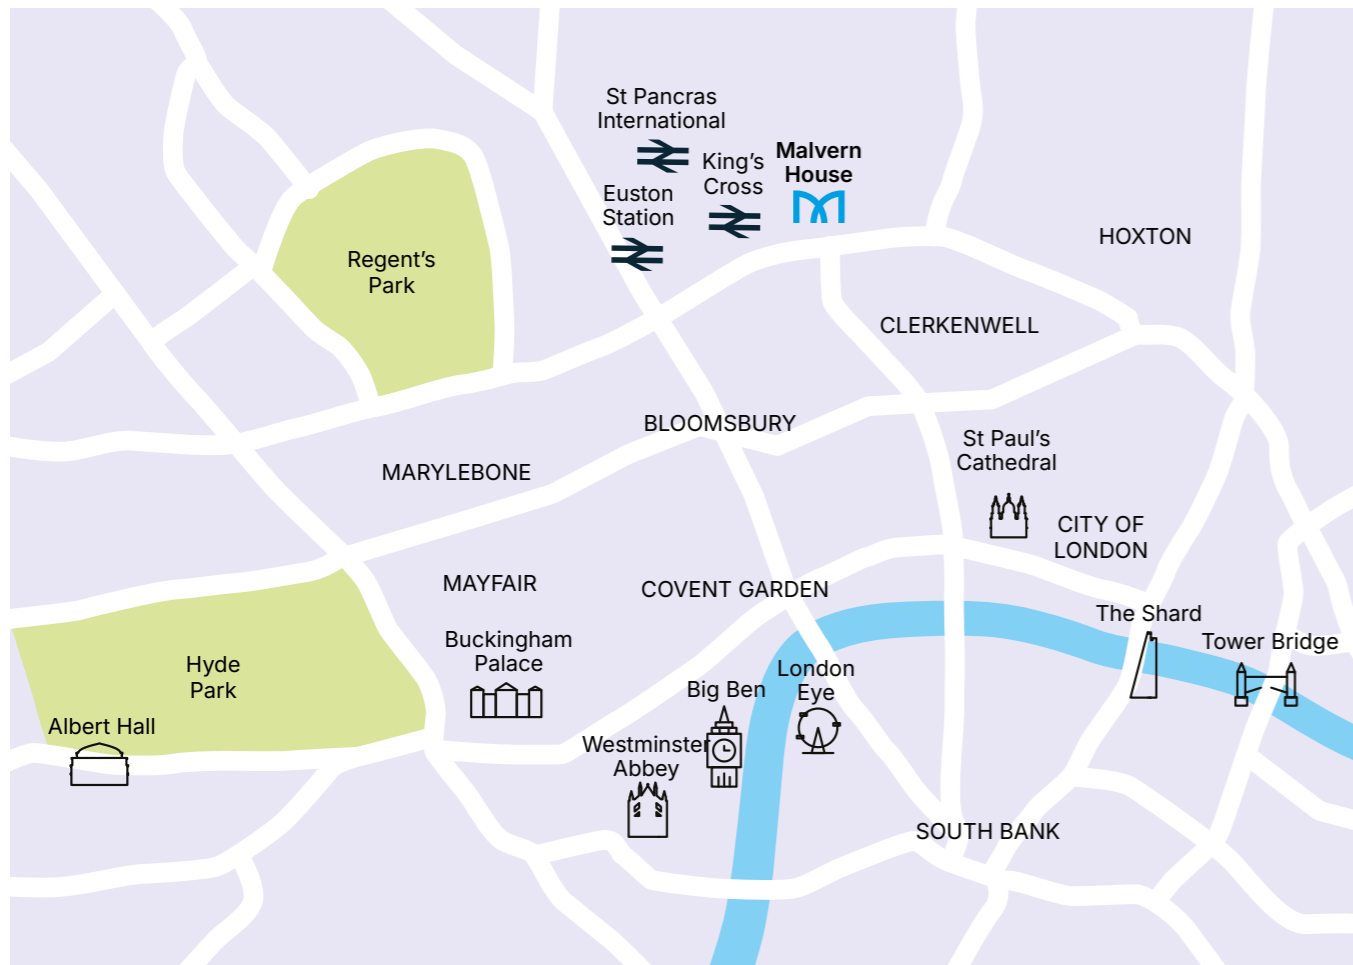 St Pancras
International
King's
Cross
Malvern
House
Euston
Station
HOXTON
Regent's
Park
CLERKENWELL
BLOOMSBURY
St Paul's
Cathedral
MARYLEBONE
CITY OF
LONDON
MAYFAIR
COVENT GARDEN
The Shard
Tower Bridge
Buckingham
Palace
Hyde
Park
London
Eye
Big Ben
Albert Hall
Westminster
Abbey
SOUTH BANK